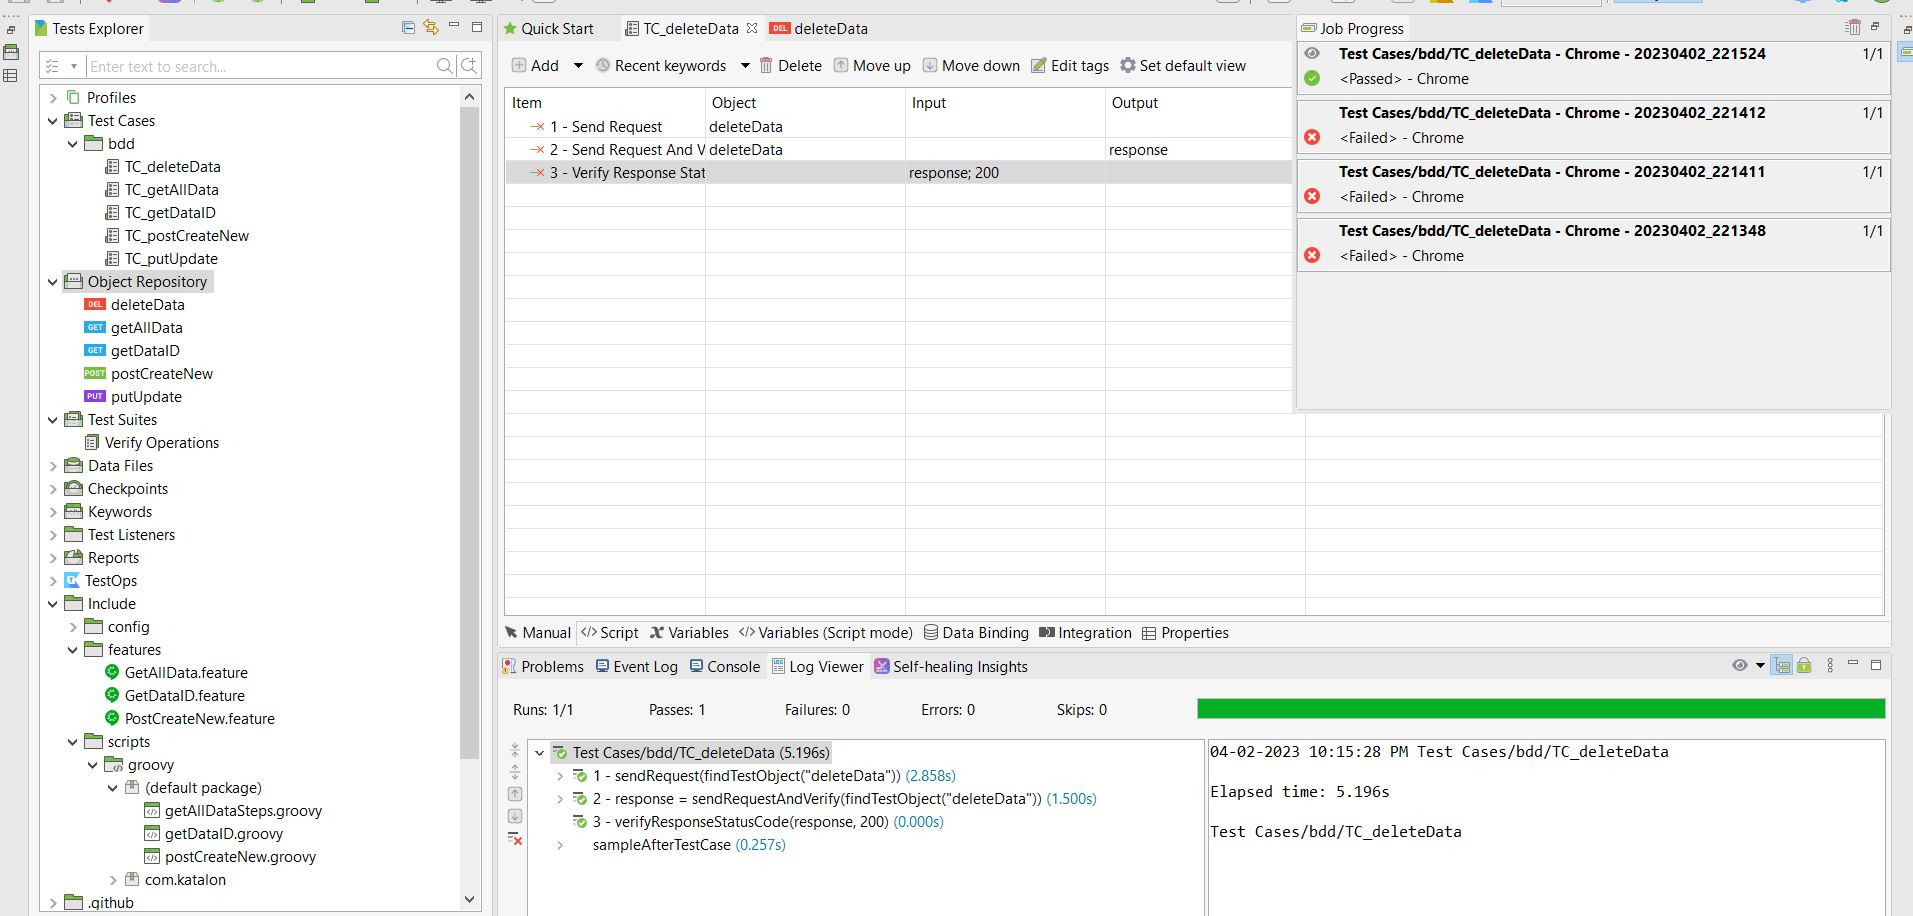 Tests Explorer
Enter text to search...
Profiles
Test Cases
bdd
TC_deleteData
TC_getAllData
TC_getDataID
TC_postCreateNew
TC_putUpdate
Object Repository
DEL deleteData
GET getAllData
GET getDataID
POST postCreateNew
PUT putUpdate
Test Suites
Verify Operations
Data Files
Checkpoints
Keywords
Test Listeners
Reports
TestOps
Include
config
features
GetAllData.feature
GetDataID.feature
PostCreateNew.feature
scripts
groovy
(default package)
getAllDataSteps.groovy
getDataID.groovy
postCreateNew.groovy
com.katalon
.github
Quick Start TC_deleteData DEL deleteData
Add Recent keywords Delete Move up Move down Edit tags Set default view
Item Object Input Output
1 - Send Request deleteData
2 - Send Request And V deleteData response
3 - Verify Response Stat response; 200
Job Progress
Test Cases/bdd/TC_deleteData - Chrome - 20230402_221524 1/1
<Passed> - Chrome
Test Cases/bdd/TC_deleteData - Chrome - 20230402_221412 1/1
<Failed> - Chrome
Test Cases/bdd/TC_deleteData - Chrome - 20230402_221411 1/1
<Failed> - Chrome
Test Cases/bdd/TC_deleteData - Chrome - 20230402_221348 1/1
<Failed> - Chrome
Manual Script Variables Variables (Script mode) Data Binding Integration Properties
Problems Event Log Console Log Viewer Self-healing Insights
Runs: 1/1 Passes: 1 Failures: 0 Errors: 0 Skips: 0
Test Cases/bdd/TC_deleteData (5.196s)
1 - sendRequest(findTestObject("deleteData")) (2.858s)
2 - response = sendRequestAndVerify(findTestObject("deleteData")) (1.500s)
3 - verifyResponseStatusCode(response, 200) (0.000s)
sampleAfterTestCase (0.257s)
04-02-2023 10:15:28 PM Test Cases/bdd/TC_deleteData
Elapsed time: 5.196s
Test Cases/bdd/TC_deleteData